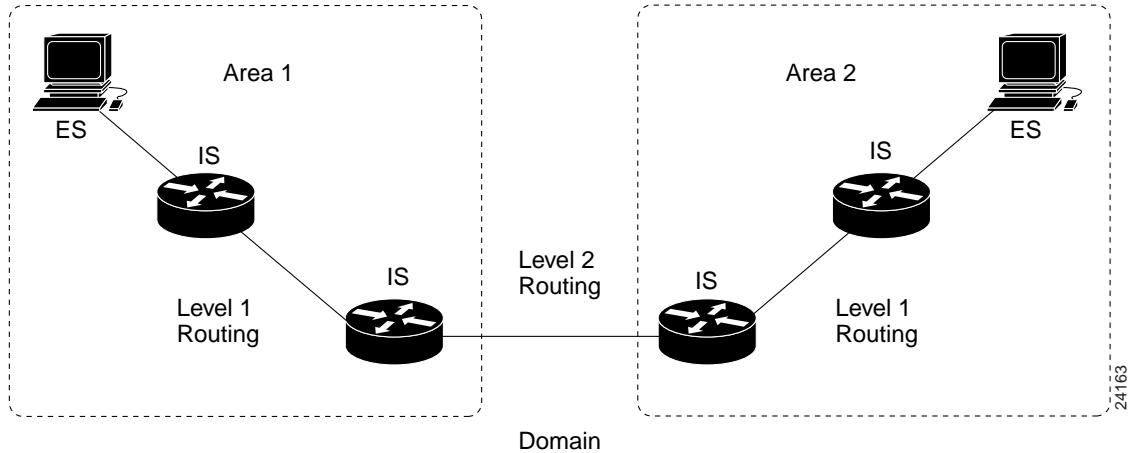 Area 1
Area 2
ES
ES
IS
IS
IS
IS
Level 1
Routing
Level 2
Routing
Level 1
Routing
Domain
24163